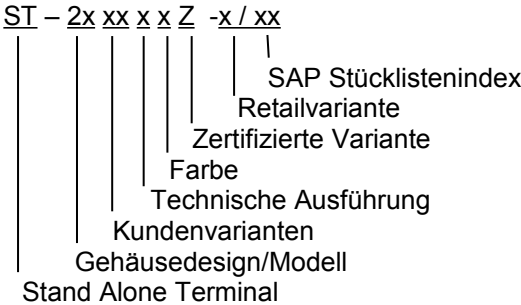 ST – 2x xx x x Z -x / xx
SAP Stücklistenindex
Retailvariante
Zertifizierte Variante
Farbe
Technische Ausführung
Kundenvarianten
Gehäusedesign/Modell
Stand Alone Terminal